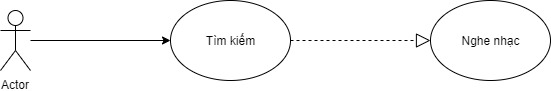 Tìm kiếm
Nghe nhạc
Actor